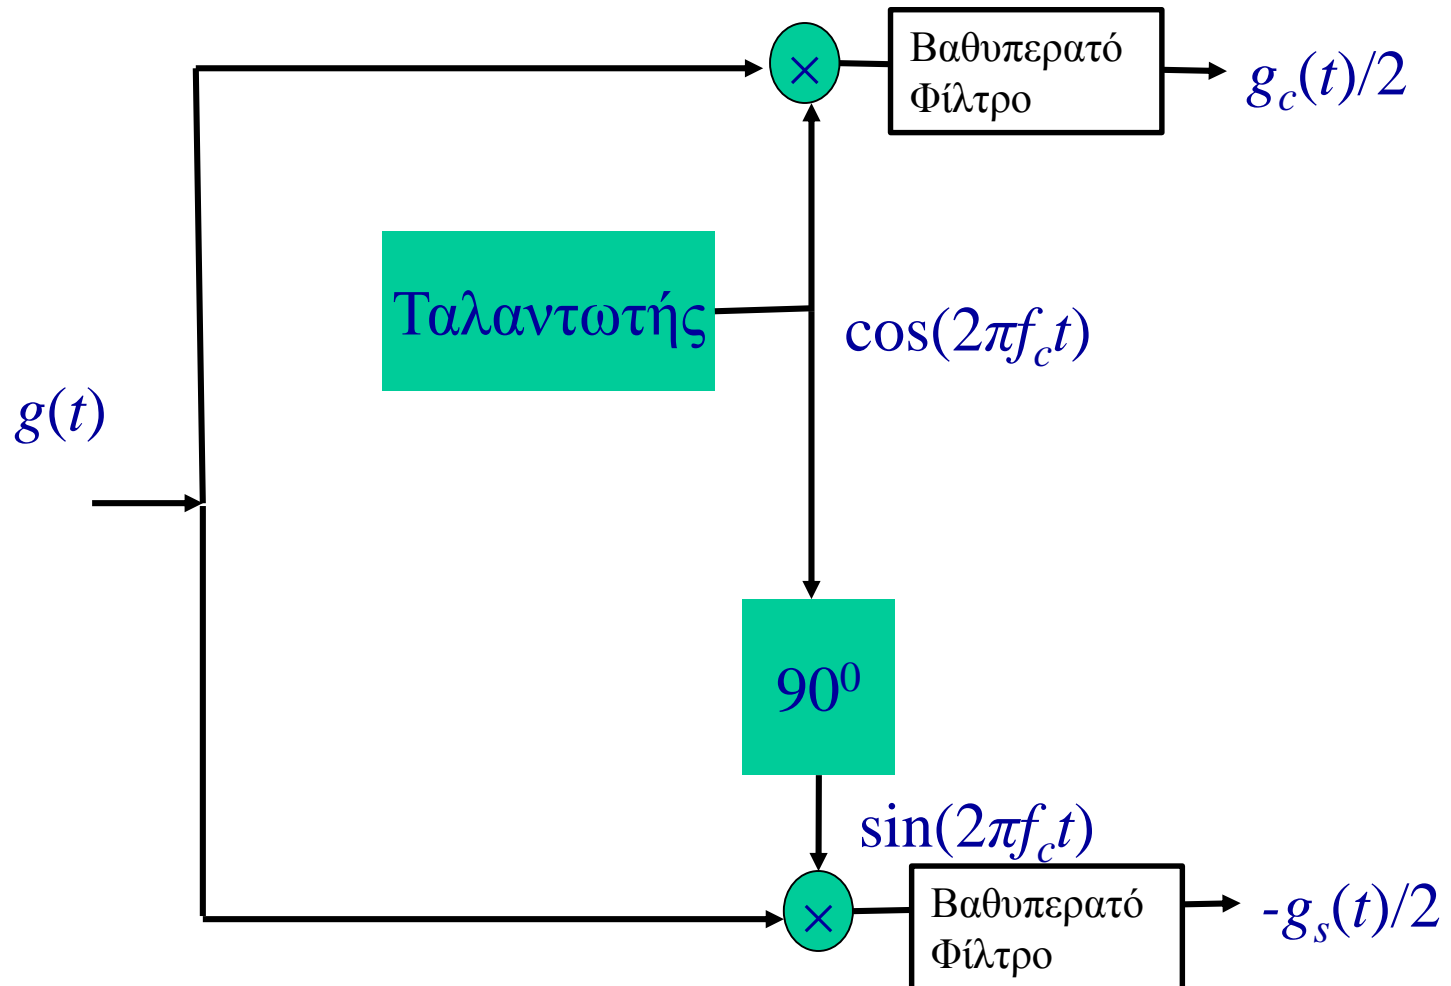 ×
Βαθυπερατό
Φίλτρο
g_c(t)/2
Ταλαντωτής
cos(2πf_ct)
g(t)
90⁰
sin(2πf_ct)
×
Βαθυπερατό
Φίλτρο
-g_s(t)/2